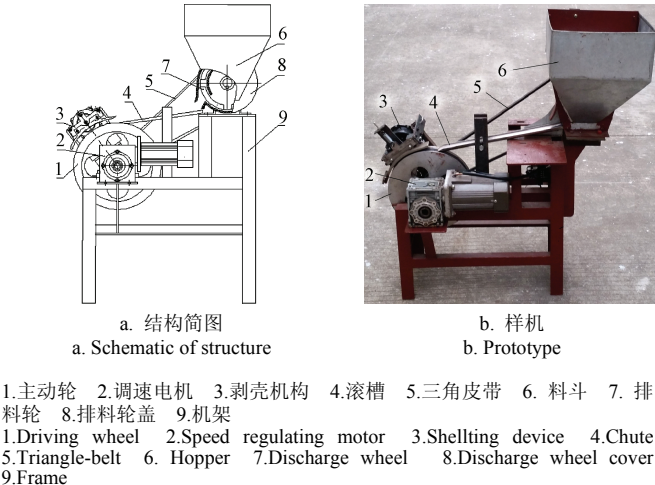 6
7
8
5
4
3
9
2
1
6
5
3
4
2
1
a. 结构简图
a. Schematic of structure
b. 样机
b. Prototype
1.主动轮 2.调速电机 3.剥壳机构 4.滚槽 5.三角皮带 6. 料斗 7. 排
料轮 8.排料轮盖 9.机架
1.Driving wheel 2.Speed regulating motor 3.Shellting device 4.Chute
5.Triangle-belt 6. Hopper 7.Discharge wheel 8.Discharge wheel cover
9.Frame